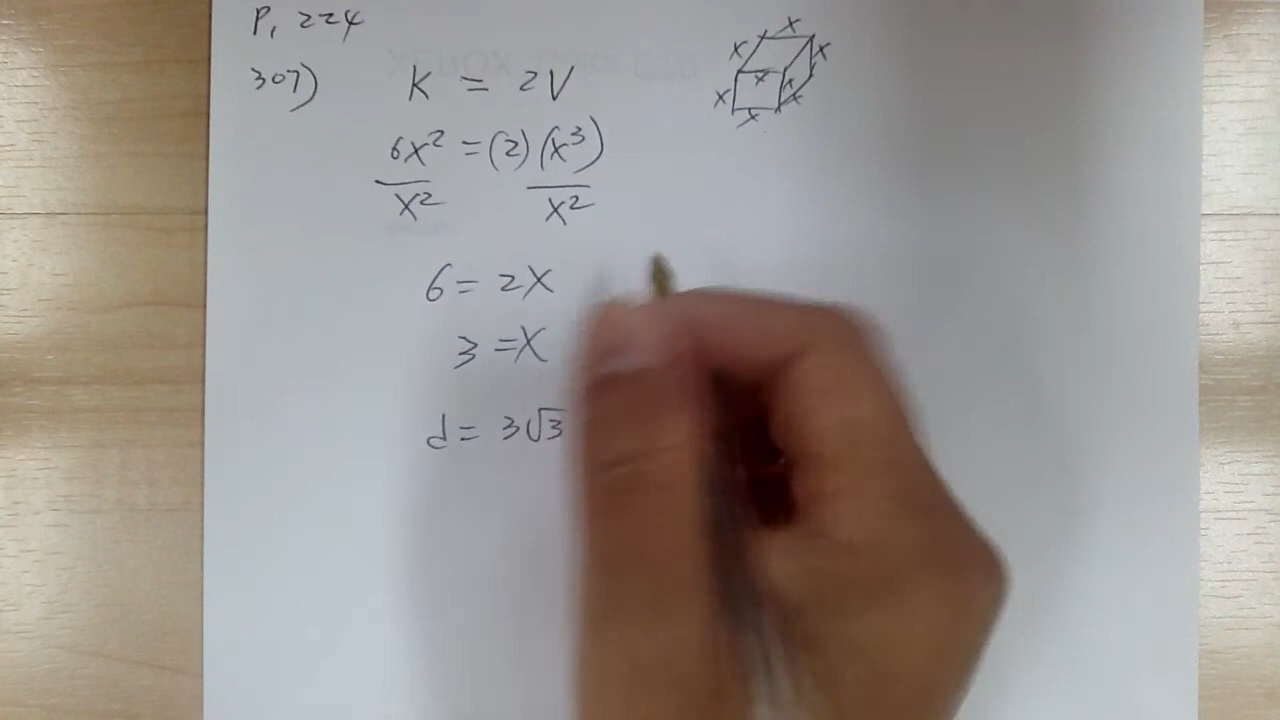 P. 224
307) K = 2V
6x² = (2)(x³)
x² x²
6 = 2x
3 = x
d = 3√3
x
x x
x x
x x
x